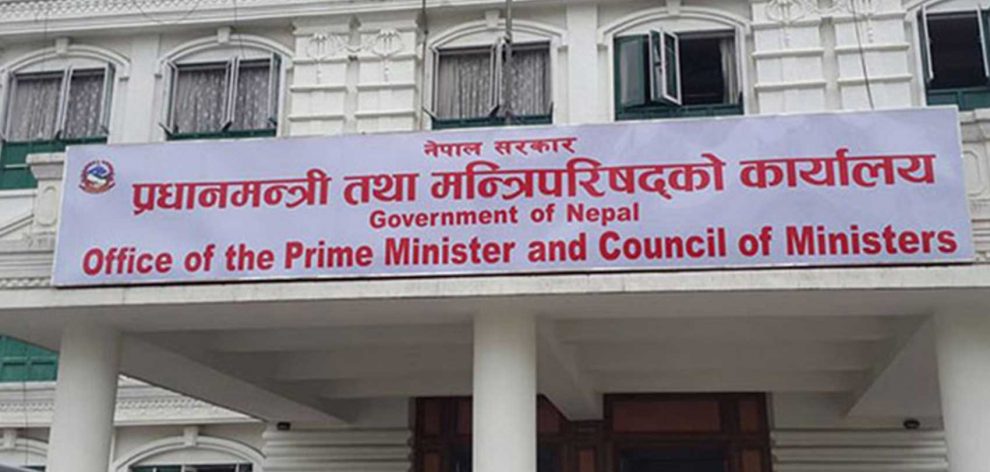 नेपाल सरकार
प्रधानमन्त्री तथा मन्त्रिपरिषद्को कार्यालय
Government of Nepal
Office of the Prime Minister and Council of Ministers